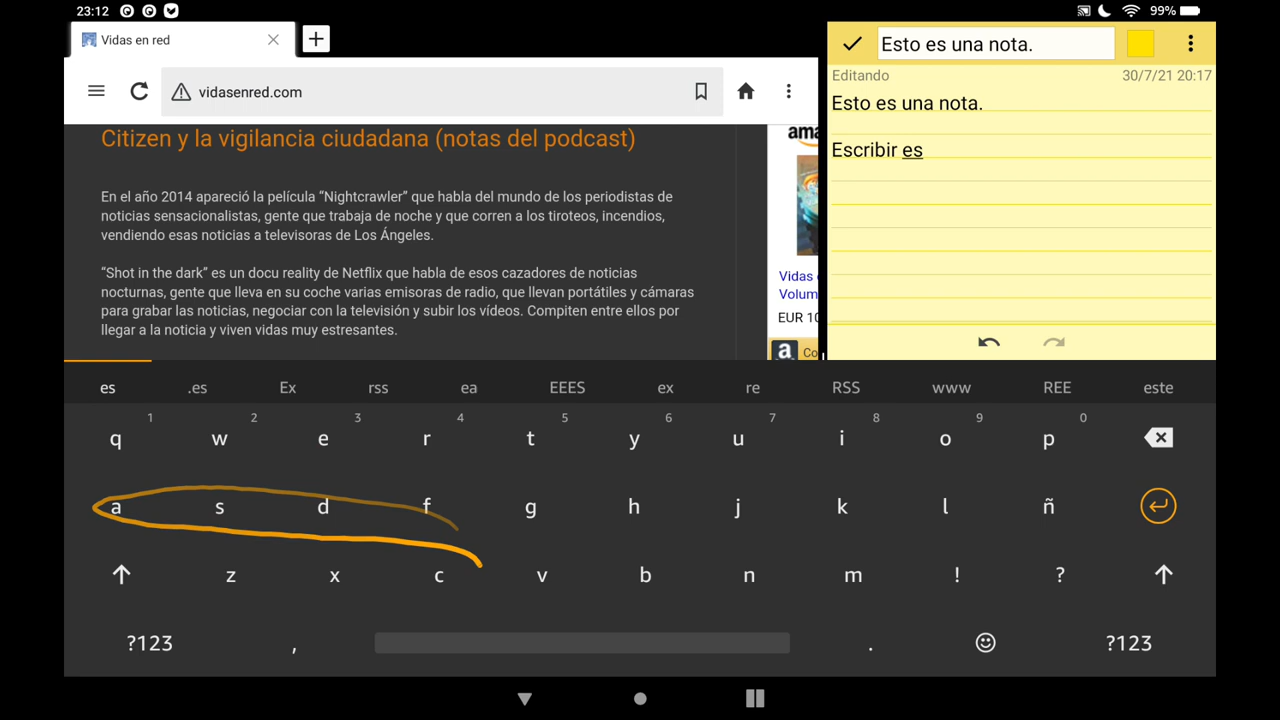 23:12
99%
Vidas en red
vidasenred.com
Citizen y la vigilancia ciudadana (notas del podcast)
En el año 2014 apareció la película “Nightcrawler” que habla del mundo de los periodistas de
noticias sensacionalistas, gente que trabaja de noche y que corren a los tiroteos, incendios,
vendiendo esas noticias a televisoras de Los Ángeles.
“Shot in the dark” es un docu reality de Netflix que habla de esos cazadores de noticias
nocturnas, gente que lleva en su coche varias emisoras de radio, que llevan portátiles y cámaras
para grabar las noticias, negociar con la televisión y subir los vídeos. Compiten entre ellos por
llegar a la noticia y viven vidas muy estresantes.
ama
Vidas
Volum
EUR 10
a Co
Esto es una nota.
Editando 30/7/21 20:17
Esto es una nota.
Escribir es
es .es Ex rss ea EEES ex re RSS www REE este
1 2 3 4 5 6 7 8 9 0
q w e r t y u i o p
a s d f g h j k l ñ
z x c v b n m ! ?
?123 , . ?123